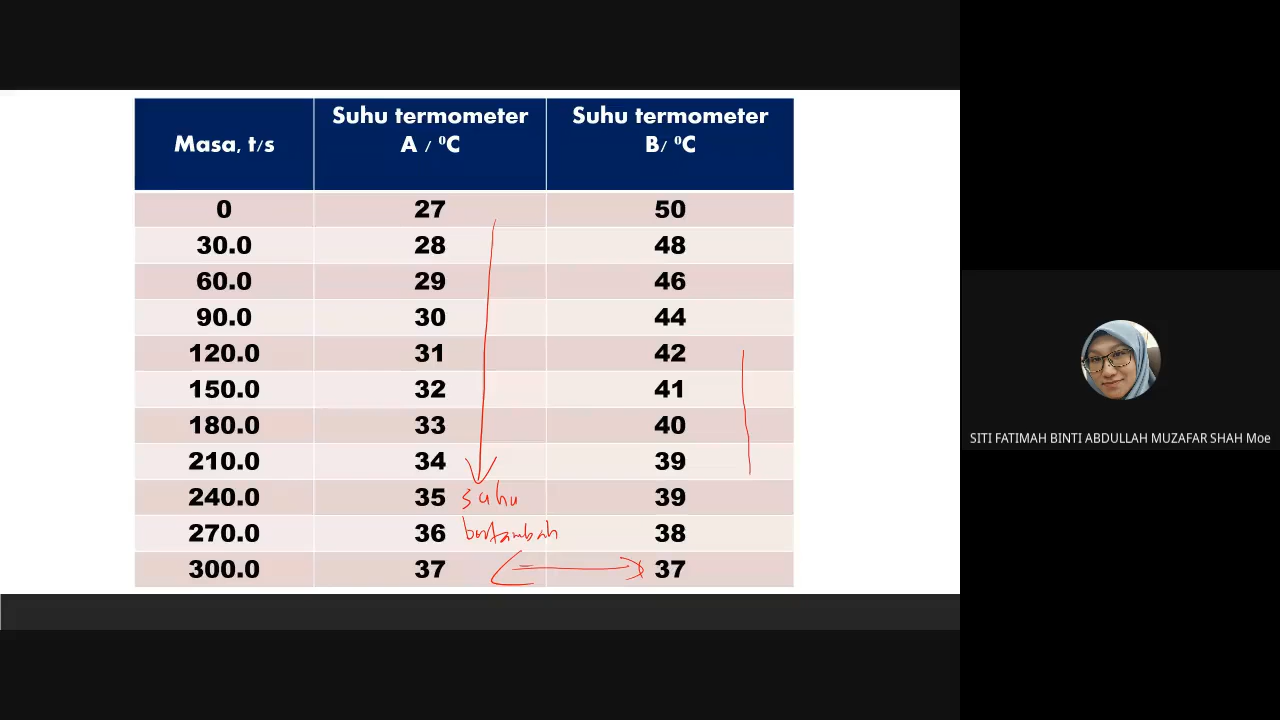 Masa, t/s Suhu termometer A / ⁰C Suhu termometer B/ ⁰C
0 27 50
30.0 28 48
60.0 29 46
90.0 30 44
120.0 31 42
150.0 32 41
180.0 33 40
210.0 34 39
240.0 35 suhu 39
270.0 36 bertambah 38
300.0 37 37
SITI FATIMAH BINTI ABDULLAH MUZAFAR SHAH Moe